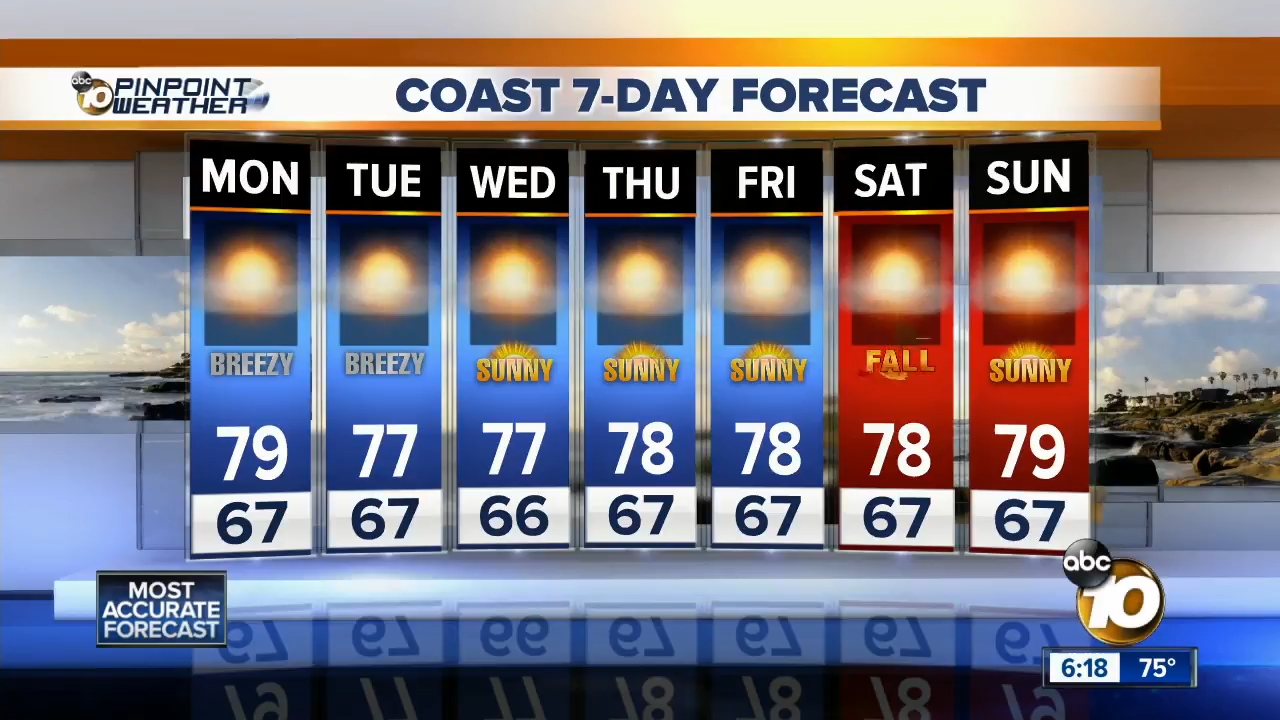 abc
10 PINPOINT
WEATHER
COAST 7-DAY FORECAST
MON TUE WED THU FRI SAT SUN
BREEZY BREEZY SUNNY SUNNY SUNNY FALL SUNNY
79 77 77 78 78 78 79
67 67 66 67 67 67 67
MOST
ACCURATE
FORECAST
abc
10
6:18 75°